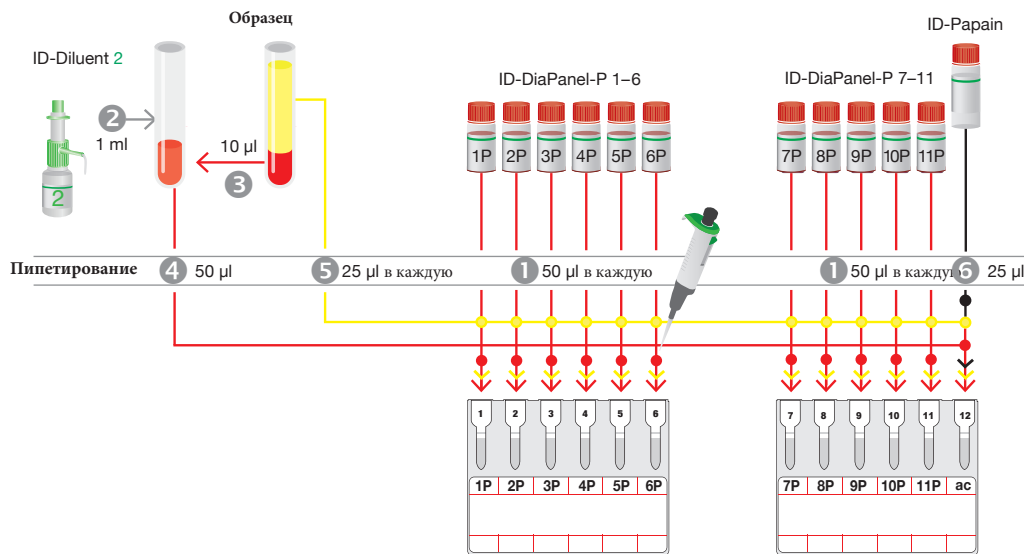 Образец
ID-Papain
ID-Diluent 2
ID-DiaPanel-P 1–6
ID-DiaPanel-P 7–11
2
1 ml
10 µl
3
2
1P 2P 3P 4P 5P 6P
7P 8P 9P 10P 11P
Пипетирование
4 50 µl
5 25 µl в каждую
1 50 µl в каждую
1 50 µl в каждую
6 25 µl
1 2 3 4 5 6
7 8 9 10 11 12
1P 2P 3P 4P 5P 6P
7P 8P 9P 10P 11P ac